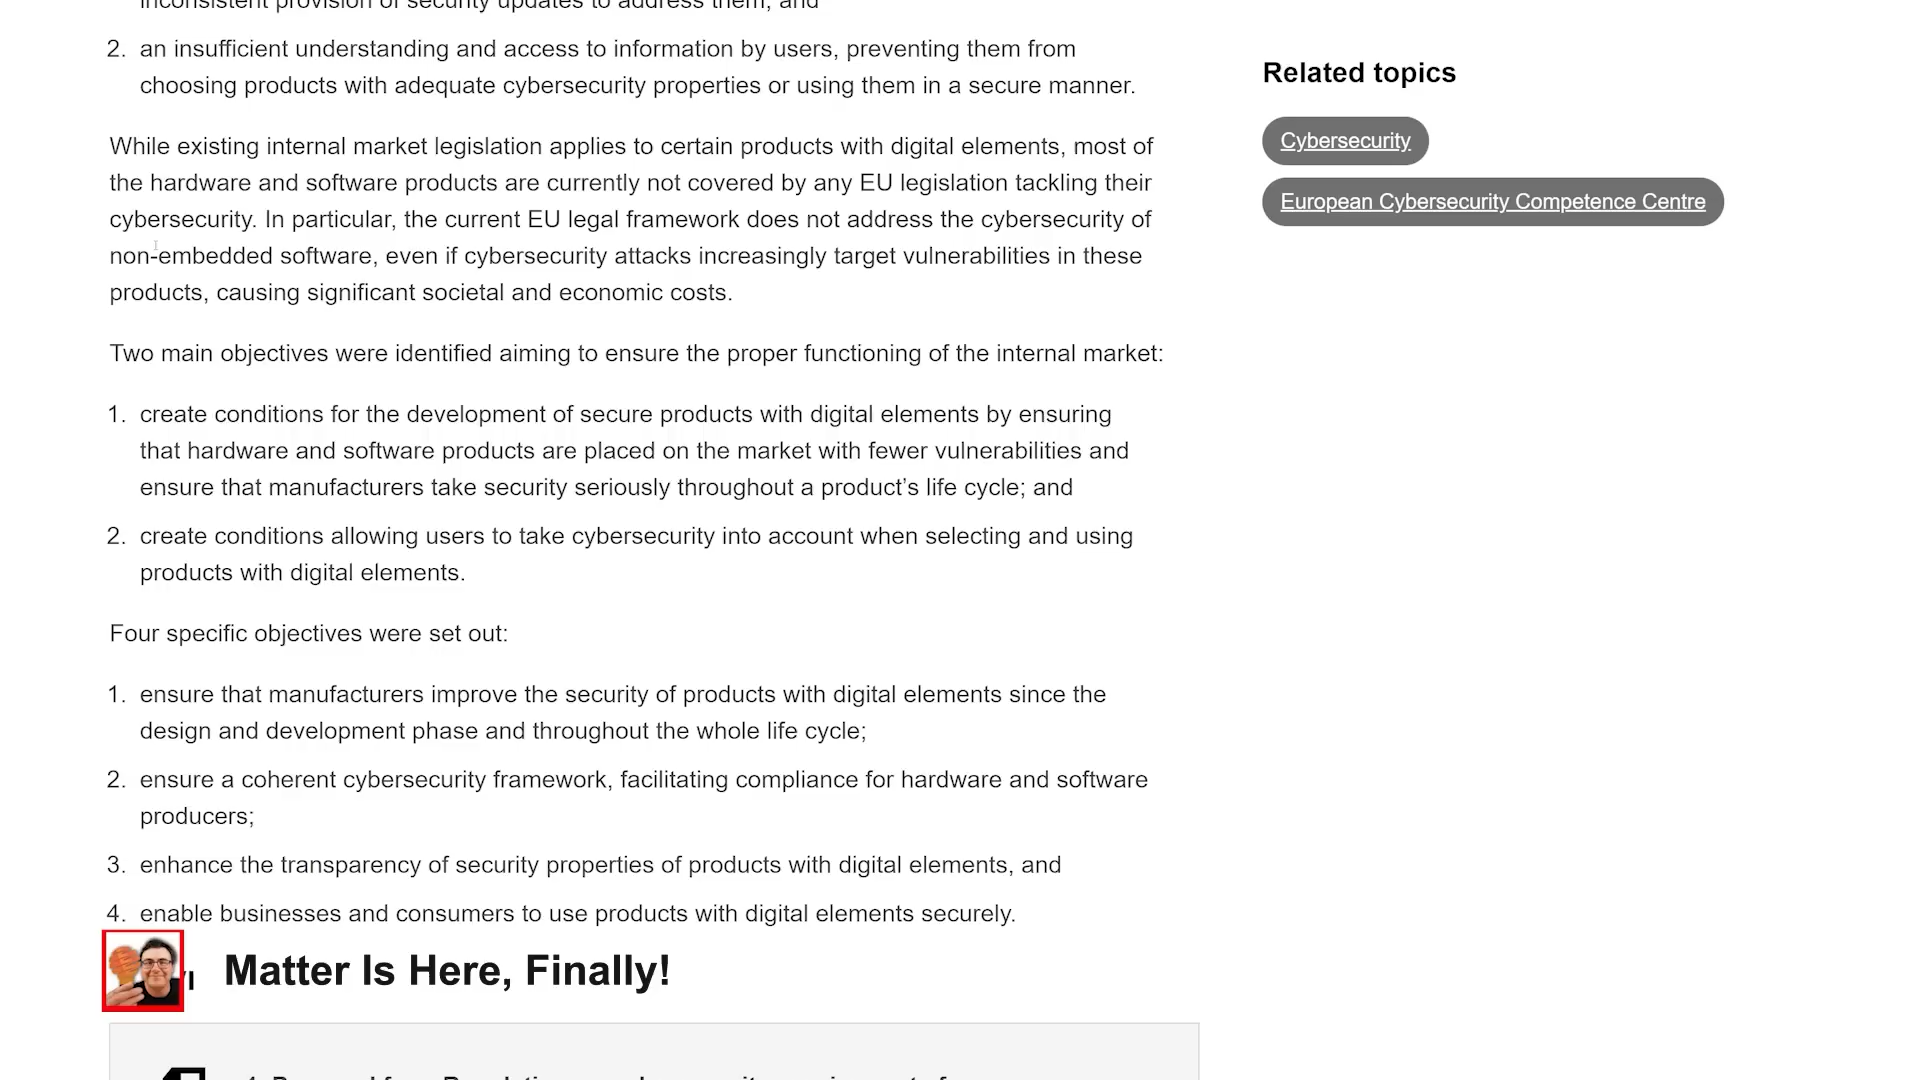 inconsistent provision of security updates to address them, and
2. an insufficient understanding and access to information by users, preventing them from
choosing products with adequate cybersecurity properties or using them in a secure manner.
While existing internal market legislation applies to certain products with digital elements, most of
the hardware and software products are currently not covered by any EU legislation tackling their
cybersecurity. In particular, the current EU legal framework does not address the cybersecurity of
non-embedded software, even if cybersecurity attacks increasingly target vulnerabilities in these
products, causing significant societal and economic costs.
Two main objectives were identified aiming to ensure the proper functioning of the internal market:
1. create conditions for the development of secure products with digital elements by ensuring
that hardware and software products are placed on the market with fewer vulnerabilities and
ensure that manufacturers take security seriously throughout a product’s life cycle; and
2. create conditions allowing users to take cybersecurity into account when selecting and using
products with digital elements.
Four specific objectives were set out:
1. ensure that manufacturers improve the security of products with digital elements since the
design and development phase and throughout the whole life cycle;
2. ensure a coherent cybersecurity framework, facilitating compliance for hardware and software
producers;
3. enhance the transparency of security properties of products with digital elements, and
4. enable businesses and consumers to use products with digital elements securely.
Matter Is Here, Finally!
Related topics
Cybersecurity
European Cybersecurity Competence Centre